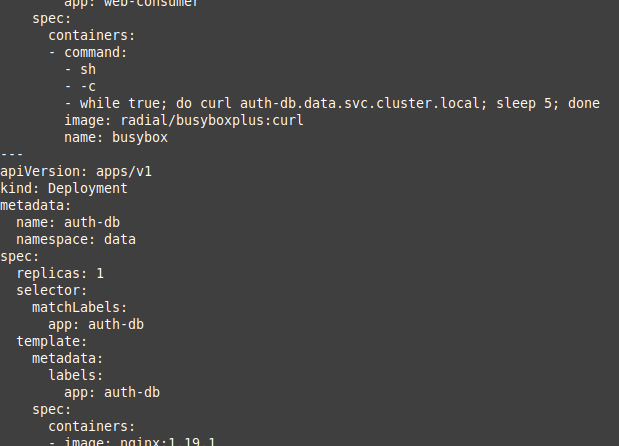 app: web-consumer
spec:
containers:
- command:
- sh
- -c
- while true; do curl auth-db.data.svc.cluster.local; sleep 5; done
image: radial/busyboxplus:curl
name: busybox
---
apiVersion: apps/v1
kind: Deployment
metadata:
name: auth-db
namespace: data
spec:
replicas: 1
selector:
matchLabels:
app: auth-db
template:
metadata:
labels:
app: auth-db
spec:
containers:
- image: nginx:1.19.1